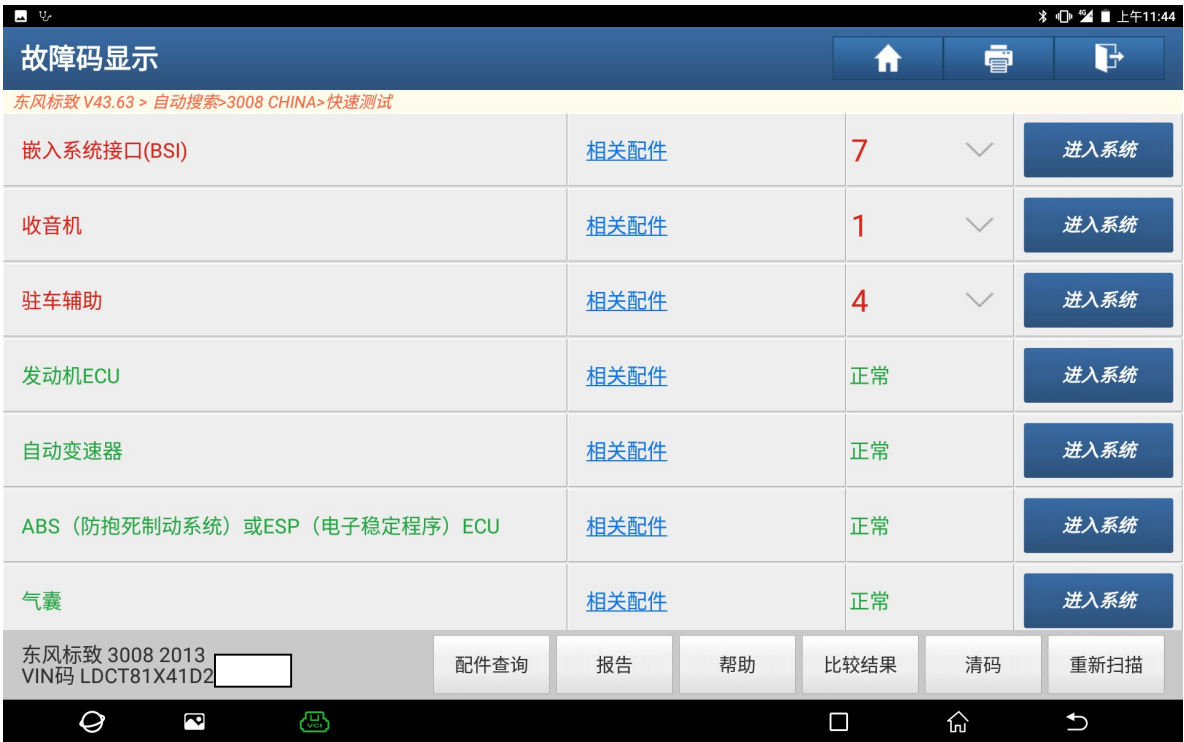 上午11:44
故障码显示
东风标致 V43.63 > 自动搜索>3008 CHINA>快速测试
嵌入系统接口(BSI) 相关配件 7 进入系统
收音机 相关配件 1 进入系统
驻车辅助 相关配件 4 进入系统
发动机ECU 相关配件 正常 进入系统
自动变速器 相关配件 正常 进入系统
ABS（防抱死制动系统）或ESP（电子稳定程序）ECU 相关配件 正常 进入系统
气囊 相关配件 正常 进入系统
东风标致 3008 2013
VIN码 LDCT81X41D2
配件查询 报告 帮助 比较结果 清码 重新扫描
VCI